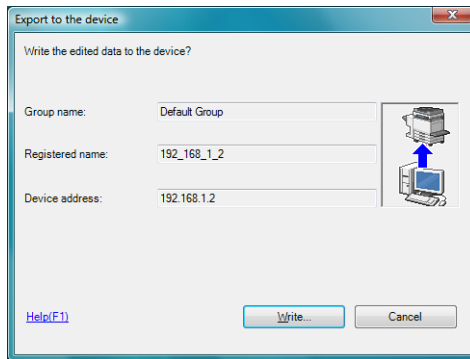 Export to the device
Write the edited data to the device?
Group name: Default Group
Registered name: 192_168_1_2
Device address: 192.168.1.2
Help(F1) Write... Cancel